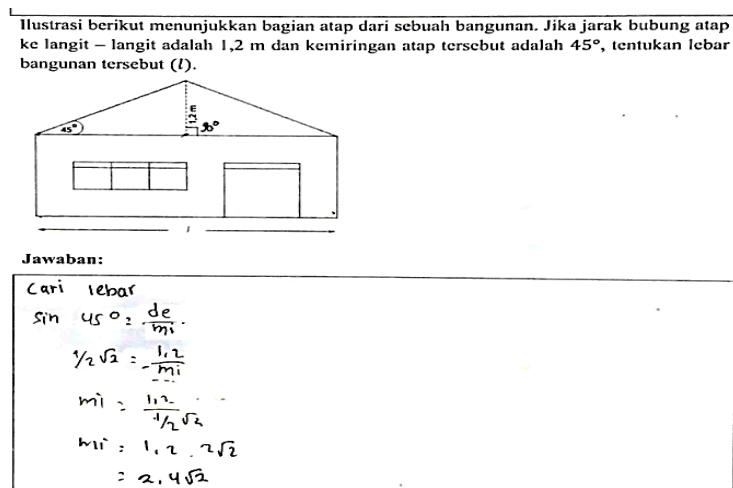 Ilustrasi berikut menunjukkan bagian atap dari sebuah bangunan. Jika jarak bubung atap
ke langit – langit adalah 1,2 m dan kemiringan atap tersebut adalah 45°, tentukan lebar
bangunan tersebut (l).
1,2 m
45°
90°
l
Jawaban:
Cari lebar
Sin 45° = de/mi
1/2√2 = 1,2/mi
mi = 1,2/1/2√2
mi = 1,2 . 2√2
= 2,4√2